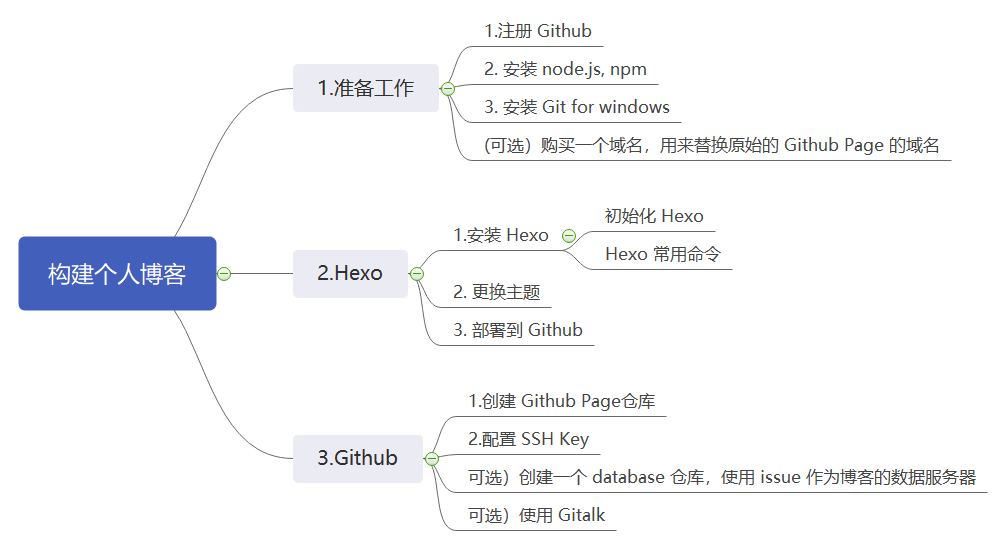 构建个人博客
1.准备工作
1.注册 Github
2. 安装 node.js, npm
3. 安装 Git for windows
(可选）购买一个域名，用来替换原始的 Github Page 的域名
2.Hexo
1.安装 Hexo
初始化 Hexo
Hexo 常用命令
2. 更换主题
3. 部署到 Github
3.Github
1.创建 Github Page仓库
2.配置 SSH Key
可选）创建一个 database 仓库，使用 issue 作为博客的数据服务器
可选）使用 Gitalk